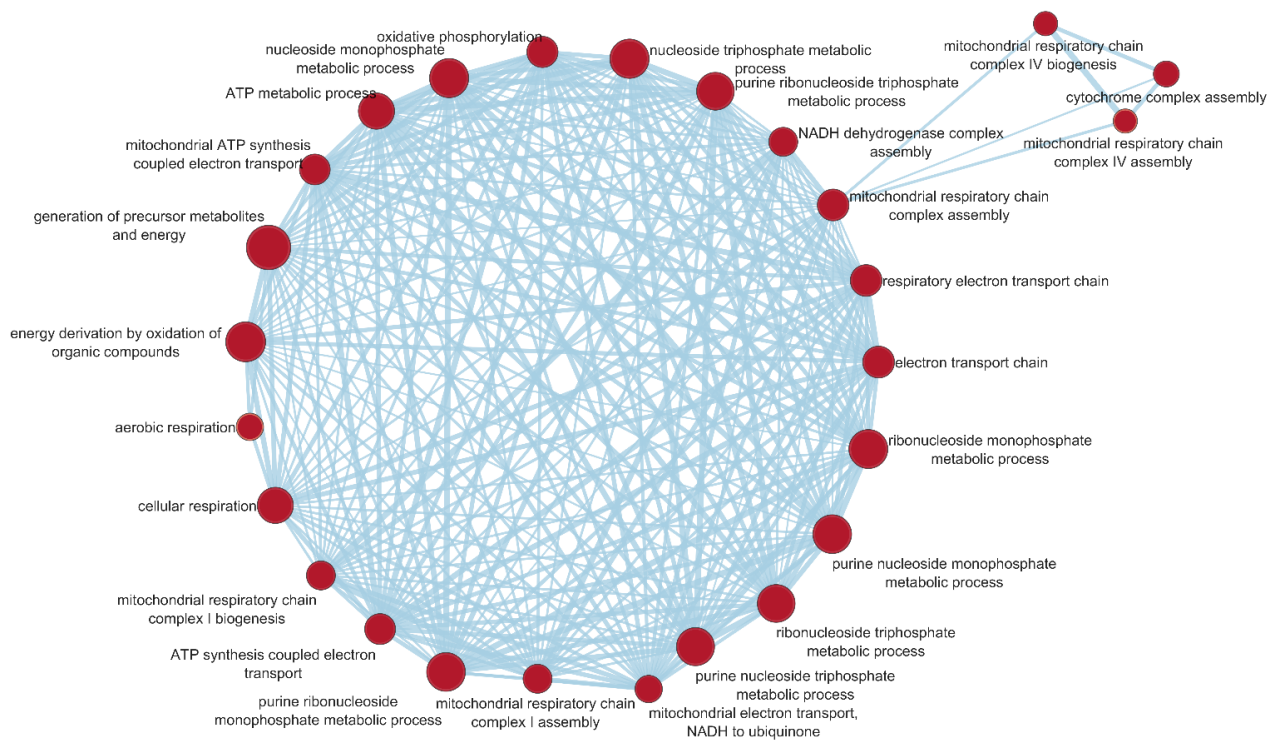 oxidative phosphorylation
nucleoside monophosphate
metabolic process
ATP metabolic process
mitochondrial ATP synthesis
coupled electron transport
generation of precursor metabolites
and energy
energy derivation by oxidation of
organic compounds
aerobic respiration
cellular respiration
mitochondrial respiratory chain
complex I biogenesis
ATP synthesis coupled electron
transport
purine ribonucleoside
monophosphate metabolic process
mitochondrial respiratory chain
complex I assembly
mitochondrial electron transport,
NADH to ubiquinone
purine nucleoside triphosphate
metabolic process
ribonucleoside triphosphate
metabolic process
purine nucleoside monophosphate
metabolic process
ribonucleoside monophosphate
metabolic process
electron transport chain
respiratory electron transport chain
mitochondrial respiratory chain
complex assembly
NADH dehydrogenase complex
assembly
purine ribonucleoside triphosphate
metabolic process
nucleoside triphosphate metabolic
process
mitochondrial respiratory chain
complex IV biogenesis
cytochrome complex assembly
mitochondrial respiratory chain
complex IV assembly